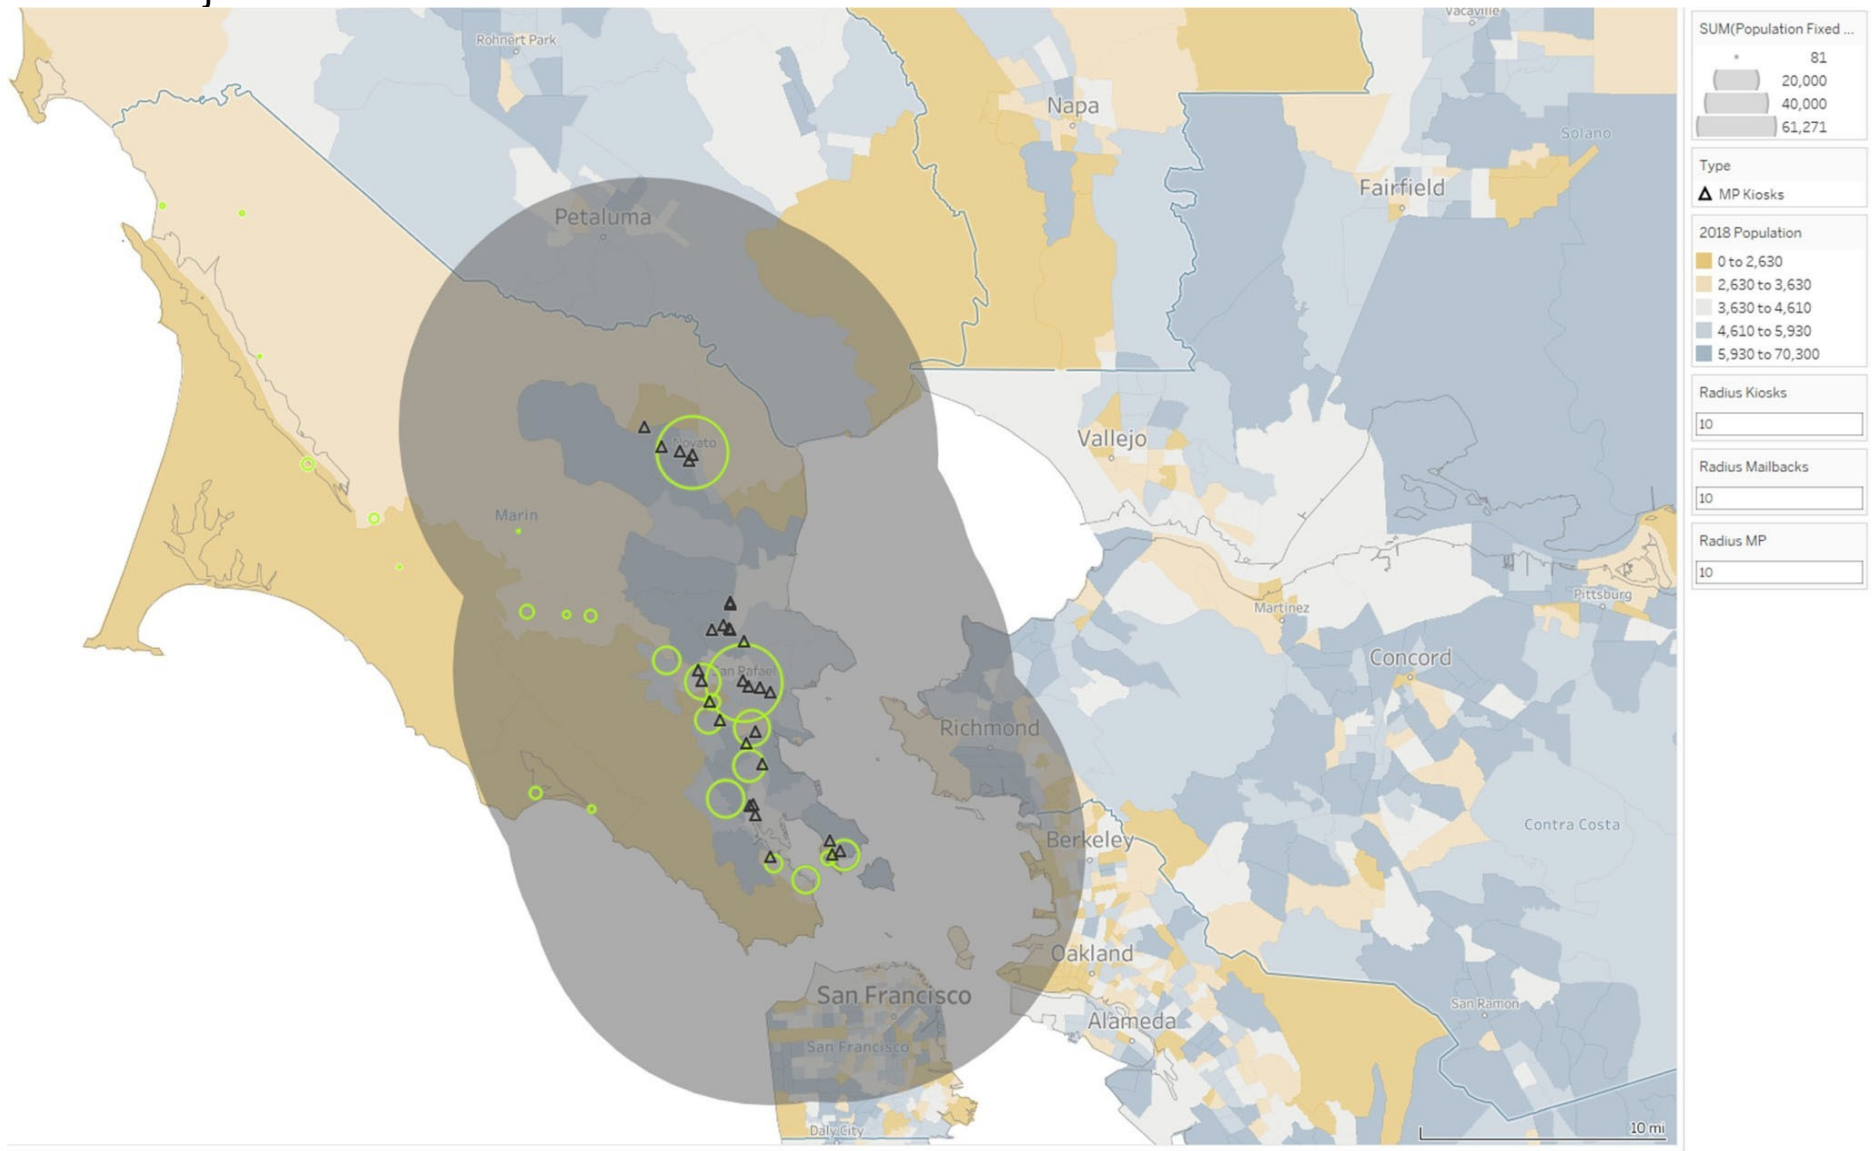 Rohnert Park
Vacaville
Napa
Solano
Fairfield
Petaluma
Novato
Vallejo
Marin
Martinez
Pittsburg
Concord
San Rafael
Richmond
Contra Costa
Berkeley
Oakland
San Francisco
San Ramon
Alameda
San Francisco
Daly City
10 mi
SUM(Population Fixed ...
81
20,000
40,000
61,271
Type
MP Kiosks
2018 Population
0 to 2,630
2,630 to 3,630
3,630 to 4,610
4,610 to 5,930
5,930 to 70,300
Radius Kiosks
10
Radius Mailbacks
10
Radius MP
10